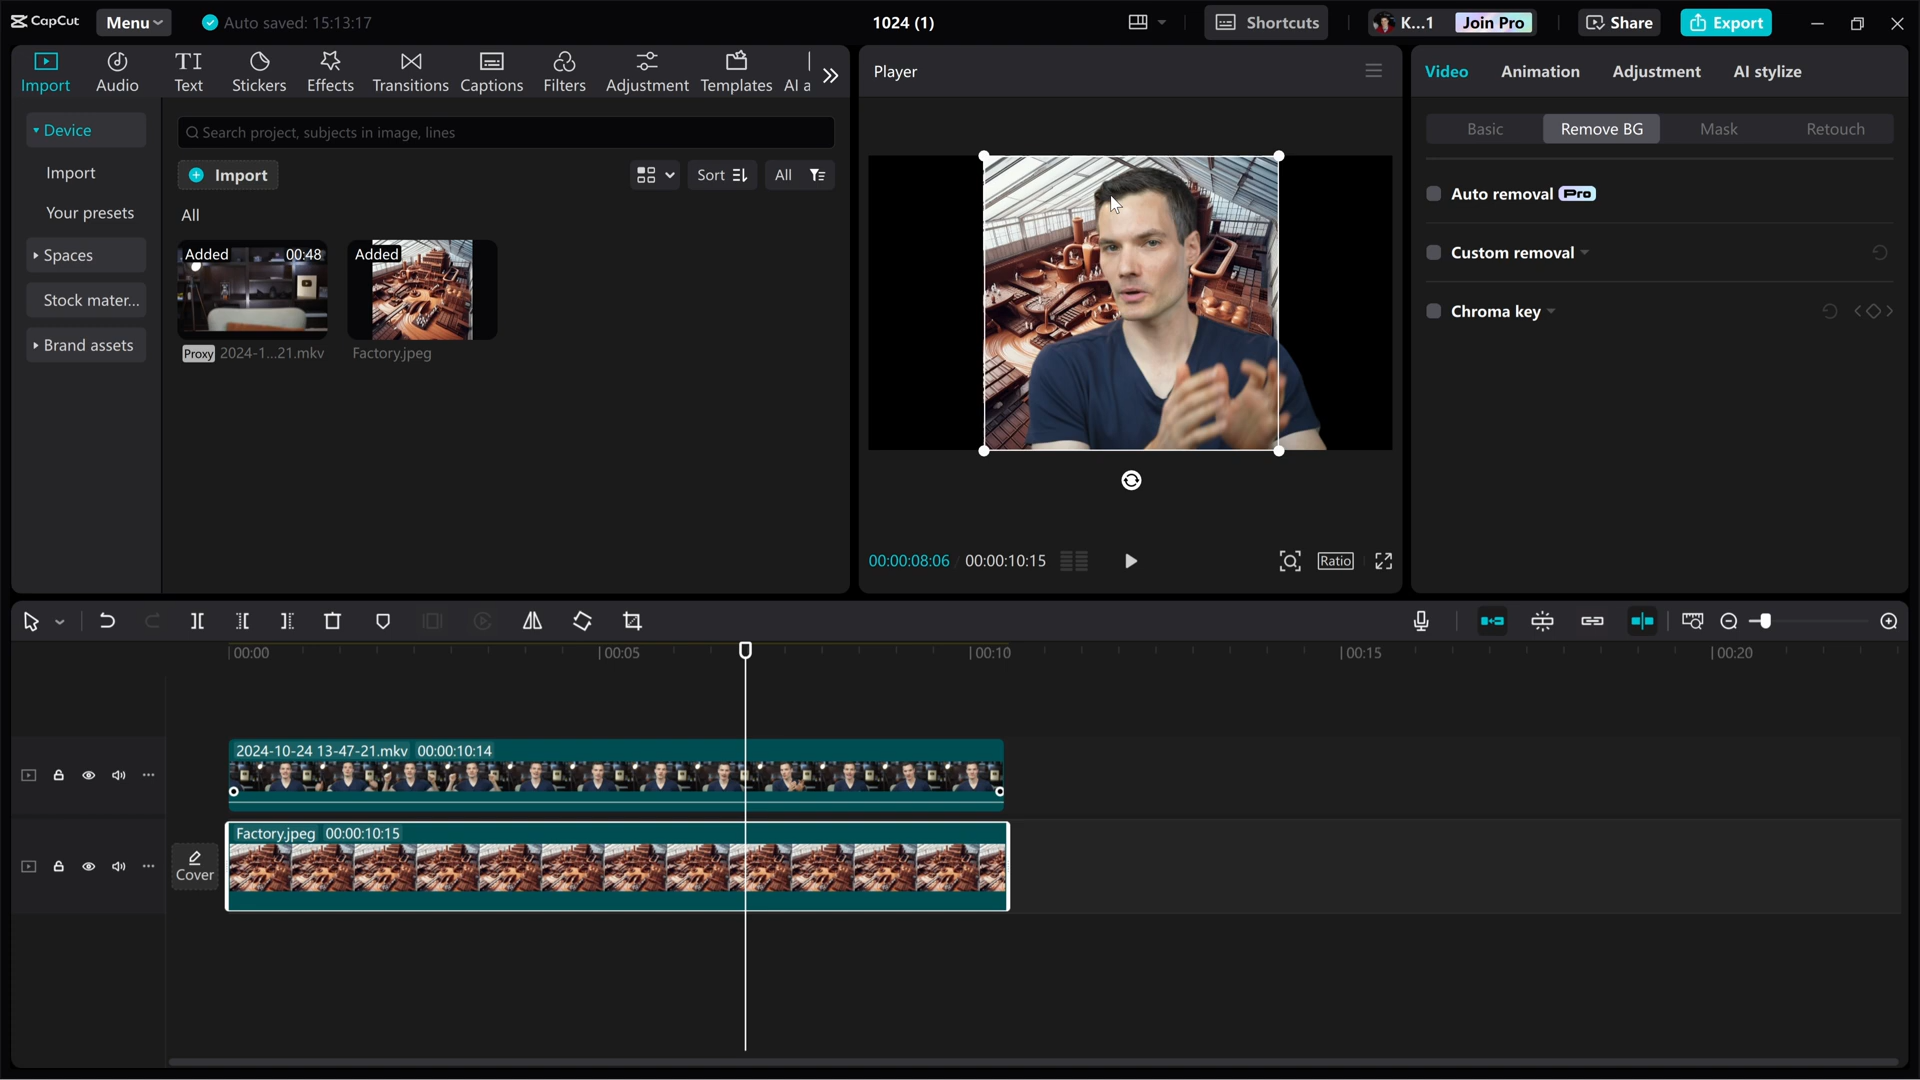 CapCut
Menu
Auto saved: 15:13:17
1024 (1)
Shortcuts
K...1
Join Pro
Share
Export
Import
Audio
TI
Text
Stickers
Effects
Transitions
Captions
Filters
Adjustment
Templates
AI a
Device
Import
Your presets
Spaces
Stock mater...
Brand assets
Search project, subjects in image, lines
Import
Sort
All
All
Added
00:48
Added
Proxy
2024-1...21.mkv
Factory.jpeg
Player
00:00:08:06
00:00:10:15
Ratio
Video
Animation
Adjustment
AI stylize
Basic
Remove BG
Mask
Retouch
Auto removal
Pro
Custom removal
Chroma key
00:00
00:05
00:10
00:15
00:20
2024-10-24 13-47-21.mkv 00:00:10:14
Factory.jpeg 00:00:10:15
Cover